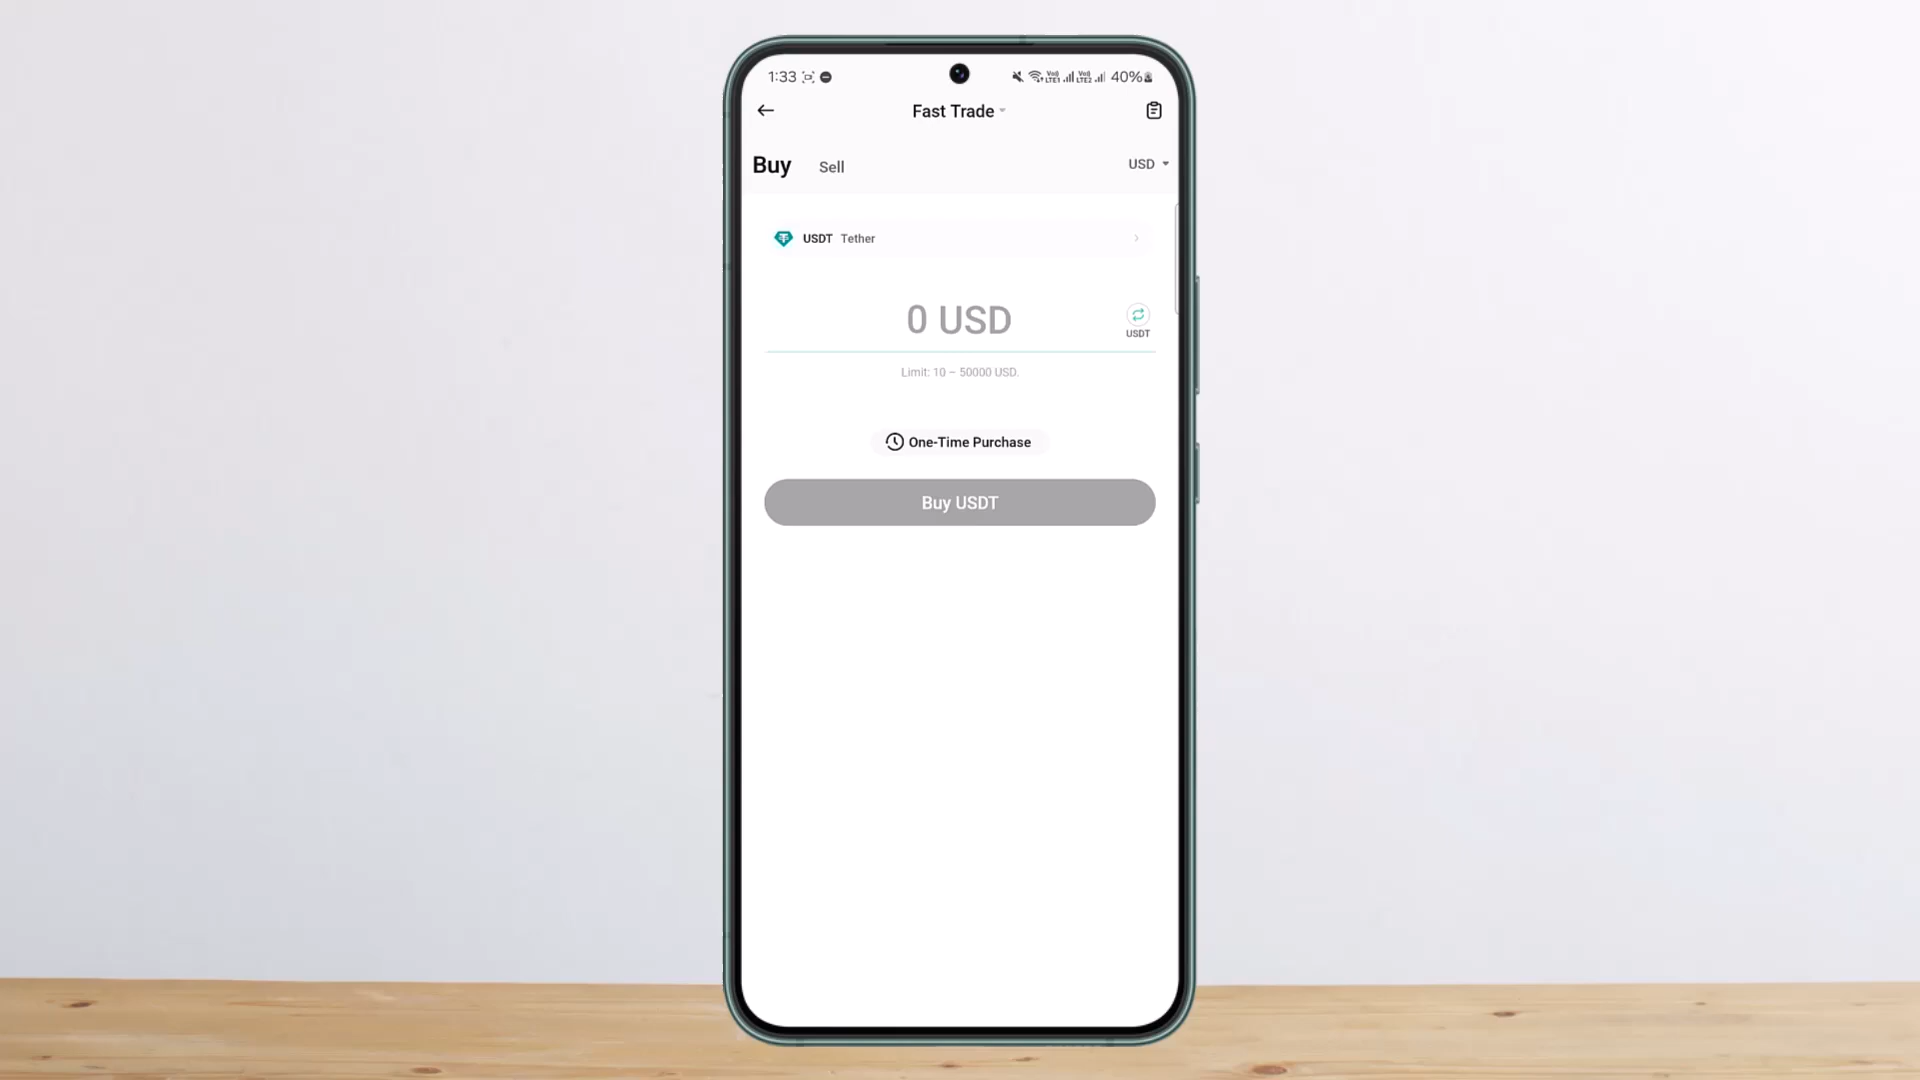 1:33
40%
Fast Trade
Buy Sell USD
USDT Tether
0 USD
USDT
Limit: 10 – 50000 USD.
One-Time Purchase
Buy USDT